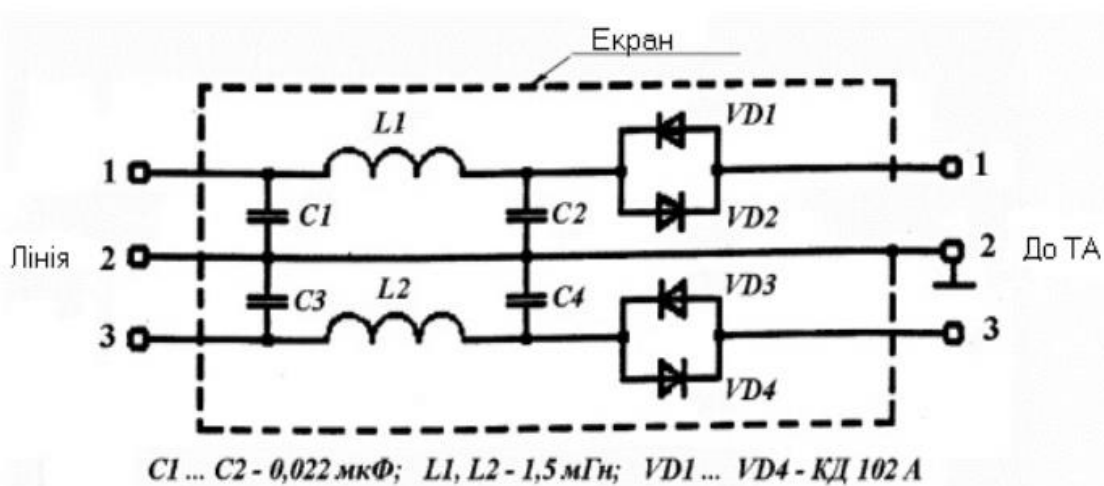 Екран
L1
VD1
1
1
C1
C2
VD2
Лінія
2
2
До ТА
C3
L2
C4
VD3
3
3
VD4
C1 ... C2 - 0,022 мкФ; L1, L2 - 1,5 мГн; VD1 ... VD4 - КД 102 А